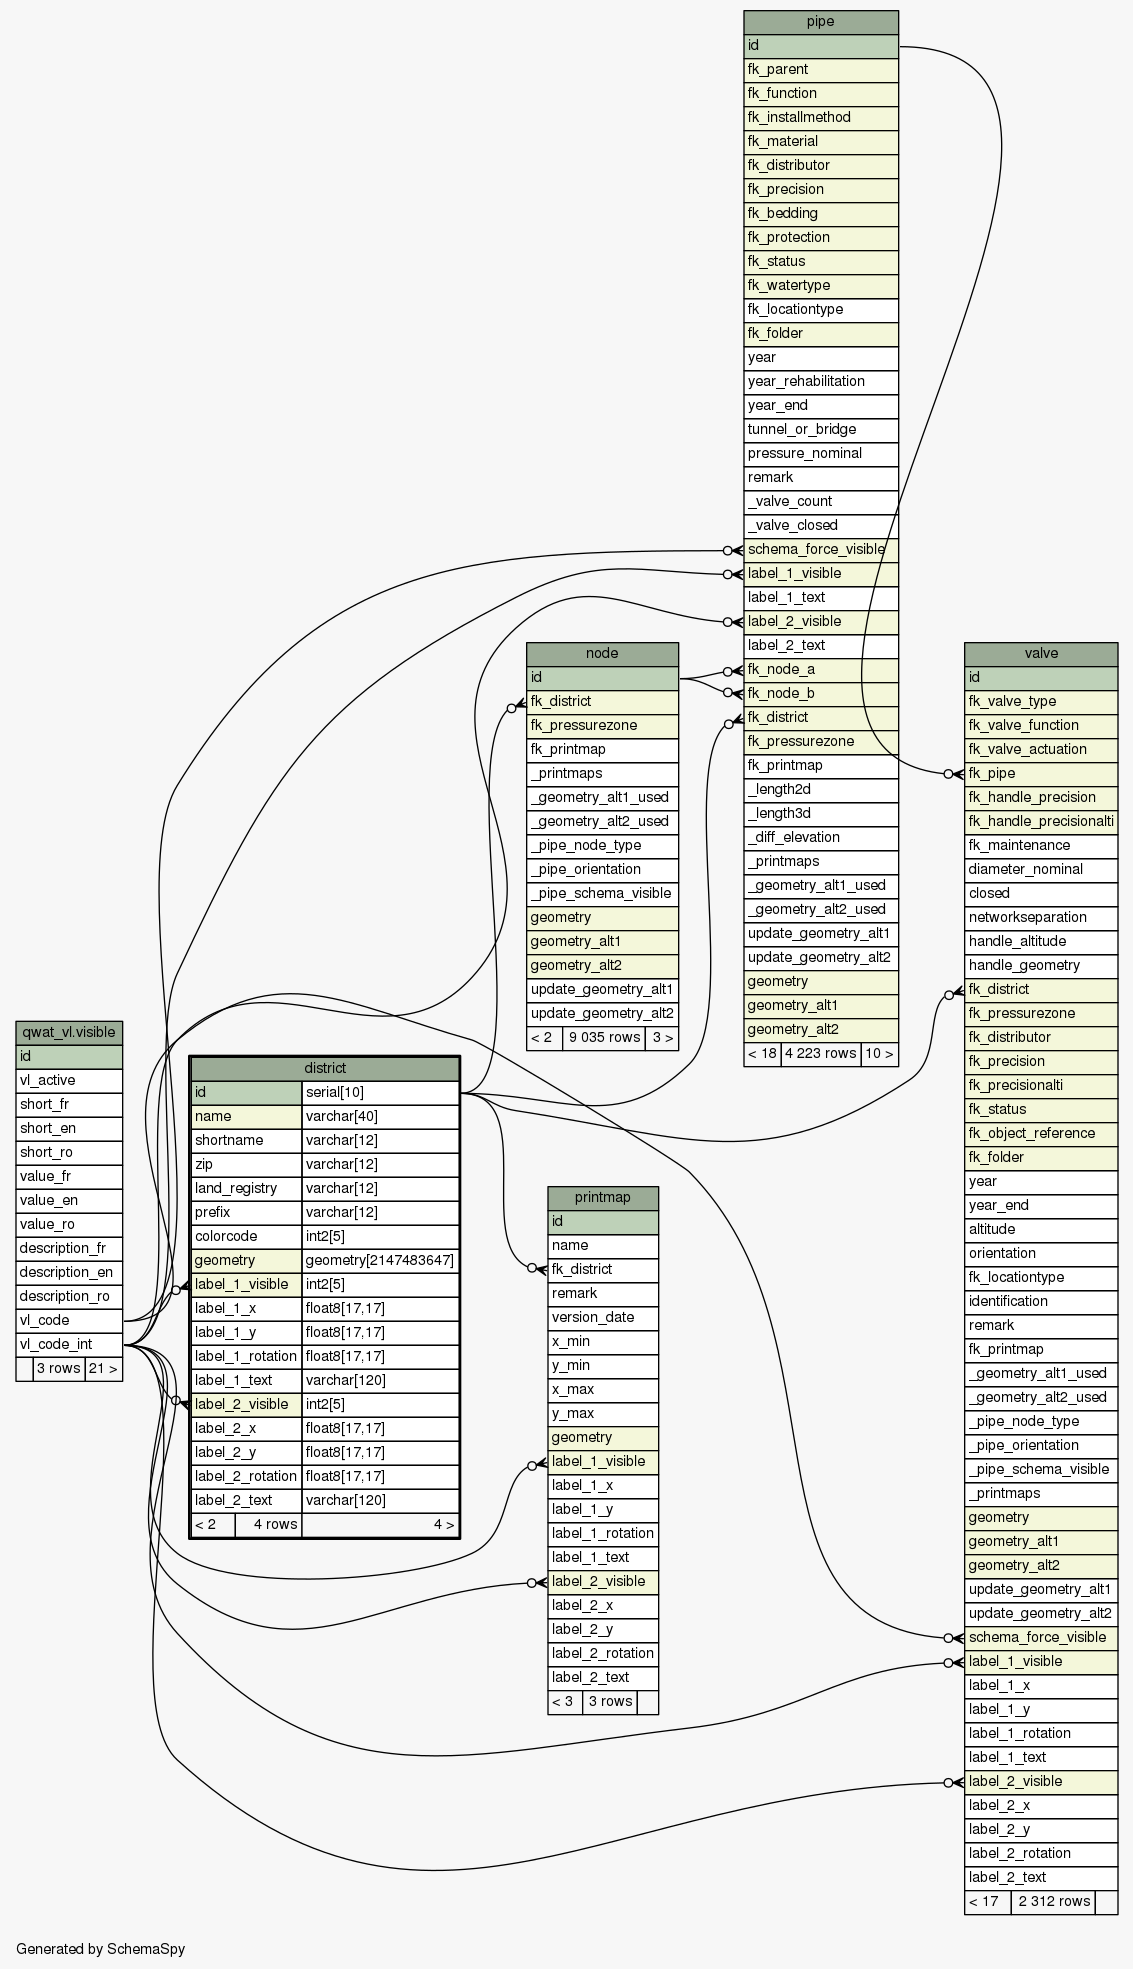 pipe
id
fk_parent
fk_function
fk_installmethod
fk_material
fk_distributor
fk_precision
fk_bedding
fk_protection
fk_status
fk_watertype
fk_locationtype
fk_folder
year
year_rehabilitation
year_end
tunnel_or_bridge
pressure_nominal
remark
_valve_count
_valve_closed
schema_force_visible
label_1_visible
label_1_text
label_2_visible
label_2_text
fk_node_a
fk_node_b
fk_district
fk_pressurezone
fk_printmap
_length2d
_length3d
_diff_elevation
_printmaps
_geometry_alt1_used
_geometry_alt2_used
update_geometry_alt1
update_geometry_alt2
geometry
geometry_alt1
geometry_alt2
< 18 4 223 rows 10 >
node
id
fk_district
fk_pressurezone
fk_printmap
_printmaps
_geometry_alt1_used
_geometry_alt2_used
_pipe_node_type
_pipe_orientation
_pipe_schema_visible
geometry
geometry_alt1
geometry_alt2
update_geometry_alt1
update_geometry_alt2
< 2 9 035 rows 3 >
valve
id
fk_valve_type
fk_valve_function
fk_valve_actuation
fk_pipe
fk_handle_precision
fk_handle_precisionalti
fk_maintenance
diameter_nominal
closed
networkseparation
handle_altitude
handle_geometry
fk_district
fk_pressurezone
fk_distributor
fk_precision
fk_precisionalti
fk_status
fk_object_reference
fk_folder
year
year_end
altitude
orientation
fk_locationtype
identification
remark
fk_printmap
_geometry_alt1_used
_geometry_alt2_used
_pipe_node_type
_pipe_orientation
_pipe_schema_visible
_printmaps
geometry
geometry_alt1
geometry_alt2
update_geometry_alt1
update_geometry_alt2
schema_force_visible
label_1_visible
label_1_x
label_1_y
label_1_rotation
label_1_text
label_2_visible
label_2_x
label_2_y
label_2_rotation
label_2_text
< 17 2 312 rows
qwat_vl.visible
id
vl_active
short_fr
short_en
short_ro
value_fr
value_en
value_ro
description_fr
description_en
description_ro
vl_code
vl_code_int
3 rows 21 >
district
id serial[10]
name varchar[40]
shortname varchar[12]
zip varchar[12]
land_registry varchar[12]
prefix varchar[12]
colorcode int2[5]
geometry geometry[2147483647]
label_1_visible int2[5]
label_1_x float8[17,17]
label_1_y float8[17,17]
label_1_rotation float8[17,17]
label_1_text varchar[120]
label_2_visible int2[5]
label_2_x float8[17,17]
label_2_y float8[17,17]
label_2_rotation float8[17,17]
label_2_text varchar[120]
< 2 4 rows 4 >
printmap
id
name
fk_district
remark
version_date
x_min
y_min
x_max
y_max
geometry
label_1_visible
label_1_x
label_1_y
label_1_rotation
label_1_text
label_2_visible
label_2_x
label_2_y
label_2_rotation
label_2_text
< 3 3 rows
Generated by SchemaSpy